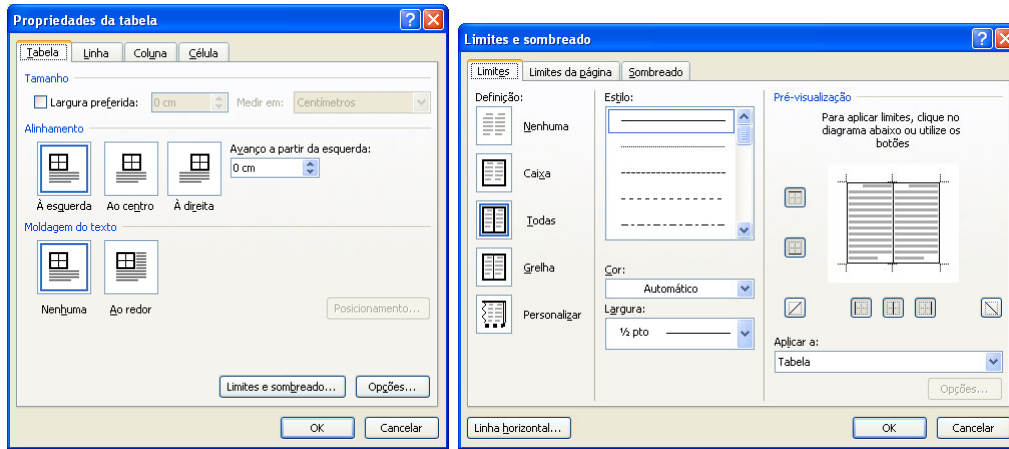 Propriedades da tabela
Tabela Linha Coluna Célula
Tamanho
Largura preferida: 0 cm Medir em: Centímetros
Alinhamento
Avanço a partir da esquerda:
0 cm
À esquerda Ao centro À direita
Moldagem do texto
Nenhuma Ao redor
Posicionamento...
Limites e sombreado... Opções...
OK Cancelar
Limites e sombreado
Limites Limites da página Sombreado
Definição:
Nenhuma
Caixa
Todas
Grelha
Personalizar
Estilo:
Cor:
Automático
Largura:
½ pto
Pré-visualização
Para aplicar limites, clique no
diagrama abaixo ou utilize os
botões
Aplicar a:
Tabela
Opções...
Linha horizontal...
OK Cancelar